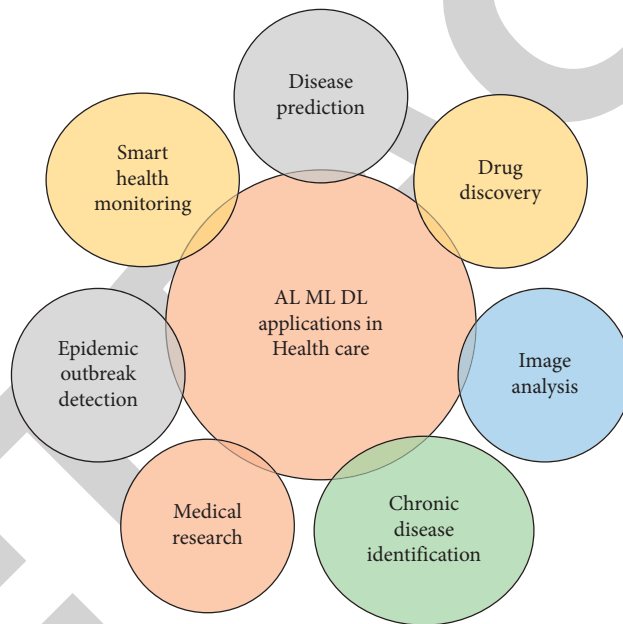 Disease
prediction
Drug
discovery
Image
analysis
Chronic
disease
identification
Medical
research
Epidemic
outbreak
detection
Smart
health
monitoring
AL ML DL
applications in
Health care